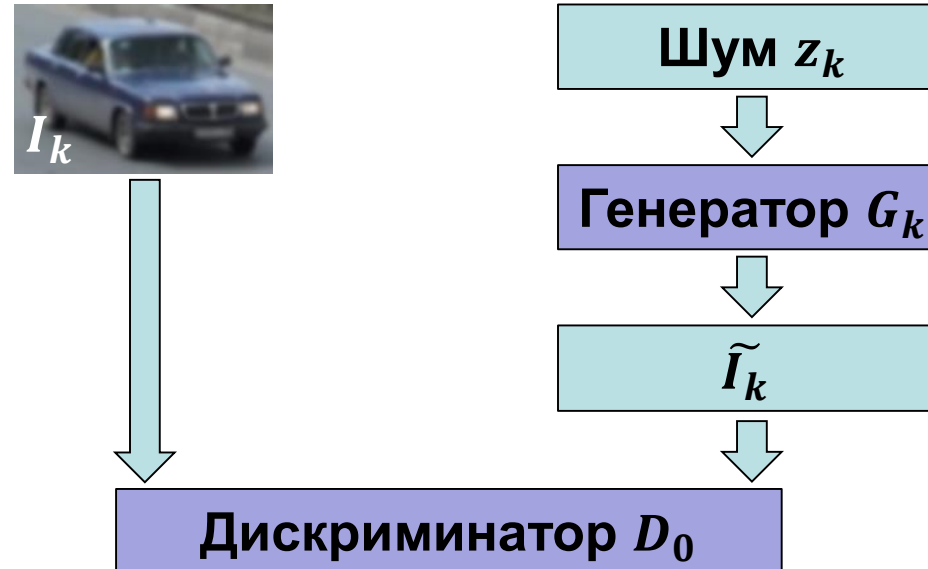 I_k
Шум z_k
Генератор G_k
Ĩ_k
Дискриминатор D_0